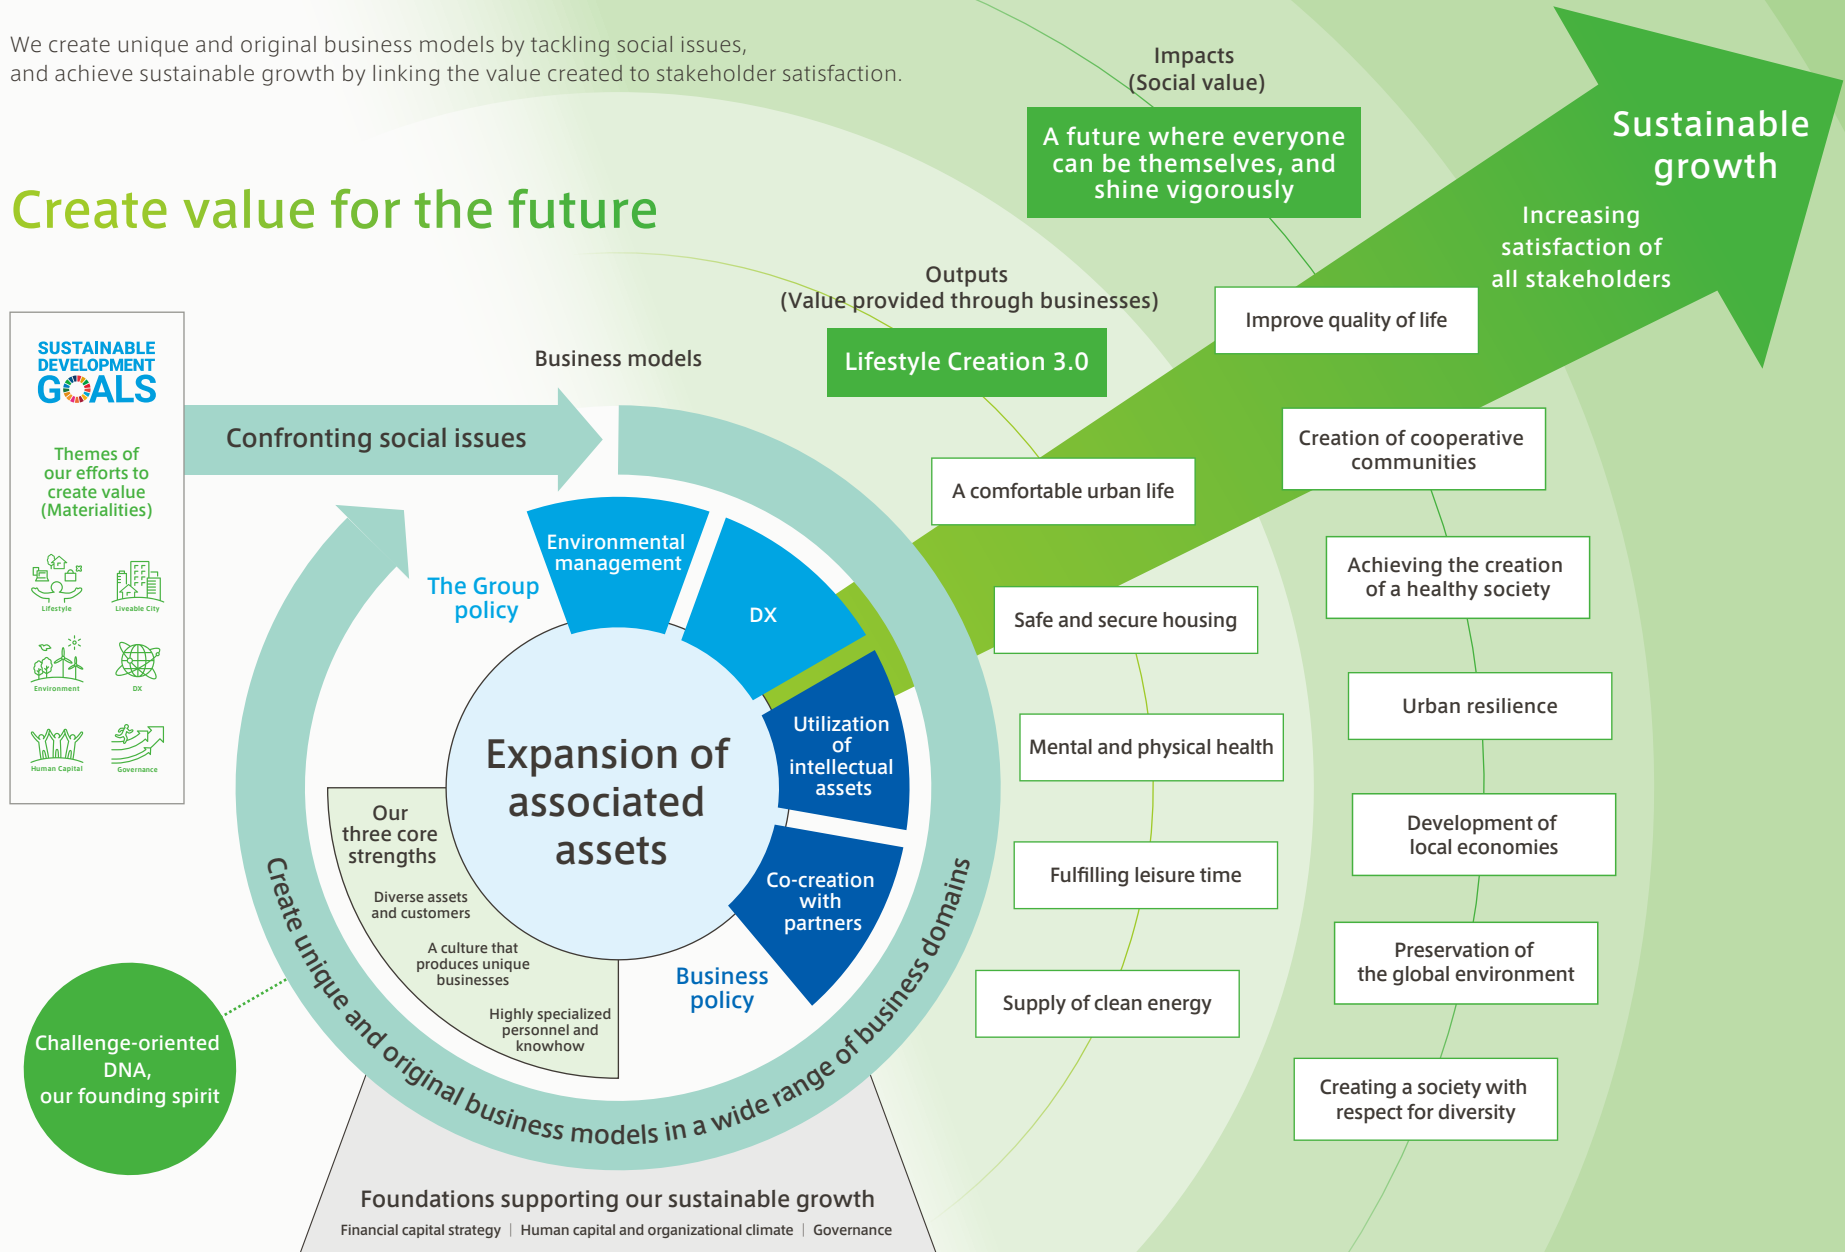 We create unique and original business models by tackling social issues,
and achieve sustainable growth by linking the value created to stakeholder satisfaction.
Create value for the future
SUSTAINABLE
DEVELOPMENT
GOALS
Themes of
our efforts to
create value
(Materialities)
Lifestyle
Liveable City
Environment
DX
Human Capital
Governance
Confronting social issues
Business models
The Group
policy
Environmental
management
DX
Utilization
of
intellectual
assets
Co-creation
with
partners
Business
policy
Expansion of
associated
assets
Our
three core
strengths
Diverse assets
and customers
A culture that
produces unique
businesses
Highly specialized
personnel and
knowhow
Create unique and original business models in a wide range of business domains
Challenge-oriented
DNA,
our founding spirit
Foundations supporting our sustainable growth
Financial capital strategy | Human capital and organizational climate | Governance
Outputs
(Value provided through businesses)
Lifestyle Creation 3.0
A comfortable urban life
Safe and secure housing
Mental and physical health
Fulfilling leisure time
Supply of clean energy
Impacts
(Social value)
A future where everyone
can be themselves, and
shine vigorously
Improve quality of life
Creation of cooperative
communities
Achieving the creation
of a healthy society
Urban resilience
Development of
local economies
Preservation of
the global environment
Creating a society with
respect for diversity
Sustainable
growth
Increasing
satisfaction of
all stakeholders